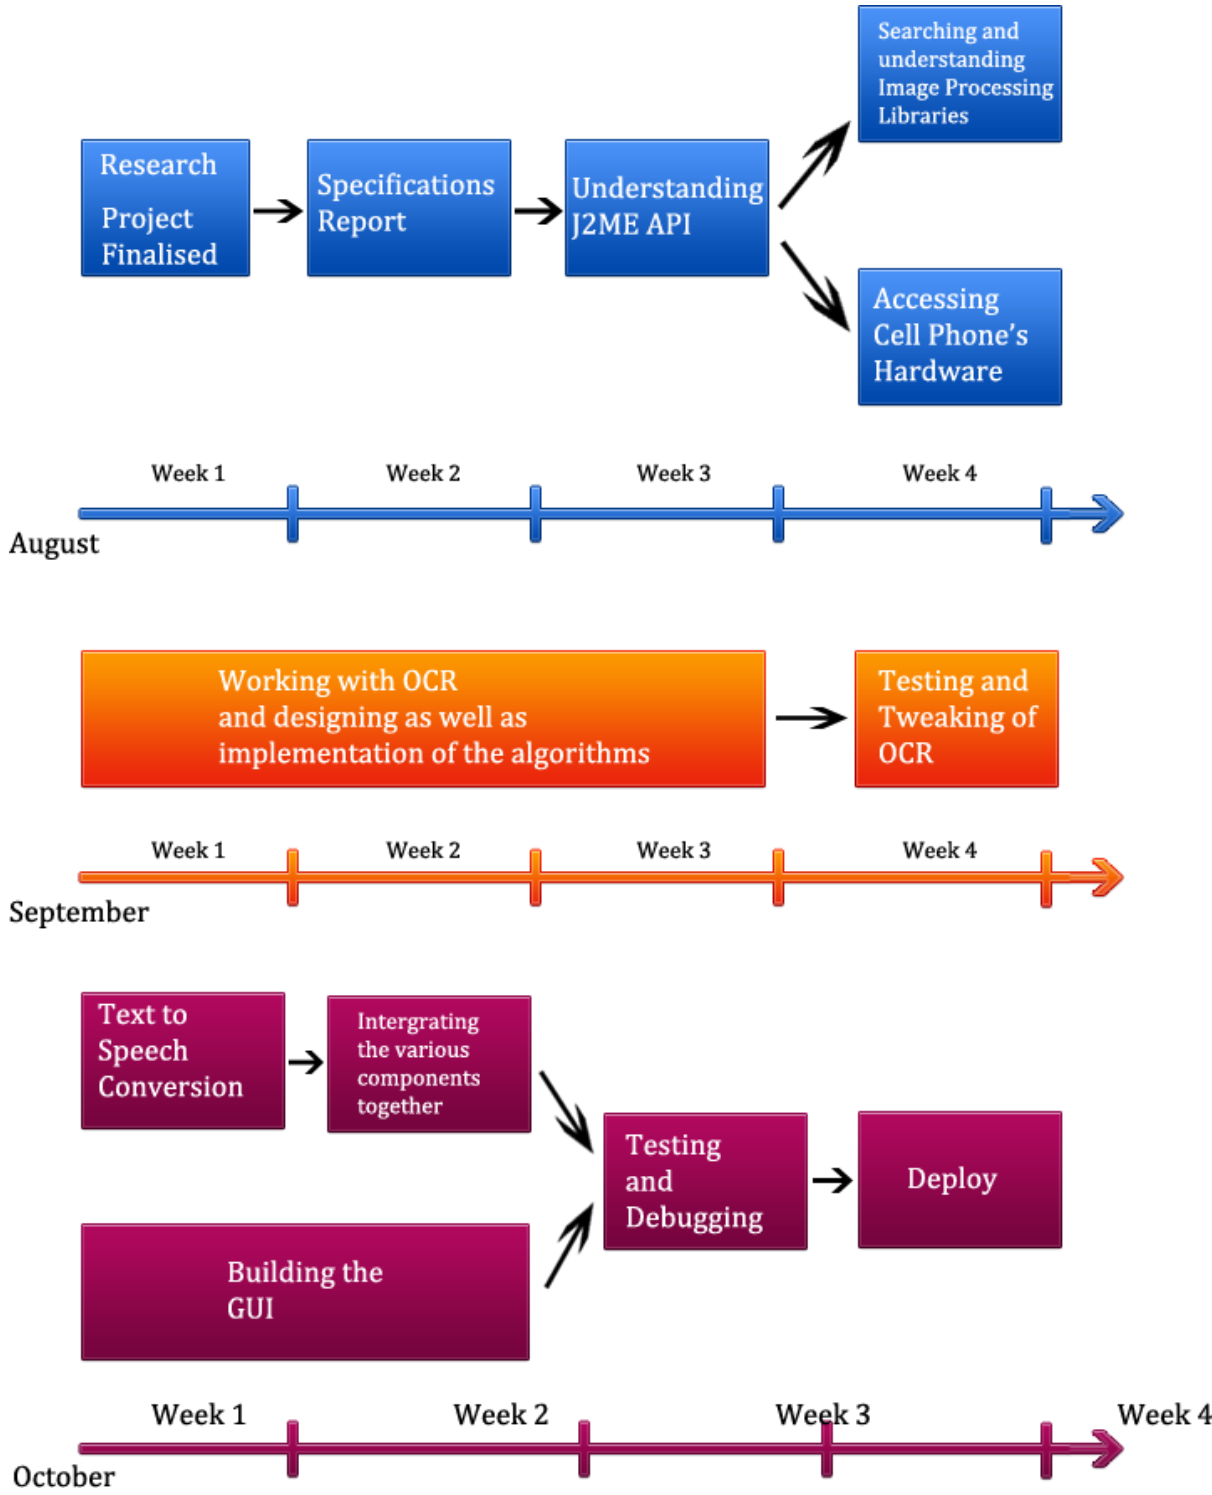 Research
Project
Finalised
Specifications
Report
Understanding
J2ME API
Searching and
understanding
Image Processing
Libraries
Accessing
Cell Phone's
Hardware
Week 1
Week 2
Week 3
Week 4
August
Working with OCR
and designing as well as
implementation of the algorithms
Testing and
Tweaking of
OCR
Week 1
Week 2
Week 3
Week 4
September
Text to
Speech
Conversion
Intergrating
the various
components
together
Building the
GUI
Testing
and
Debugging
Deploy
Week 1
Week 2
Week 3
Week 4
October